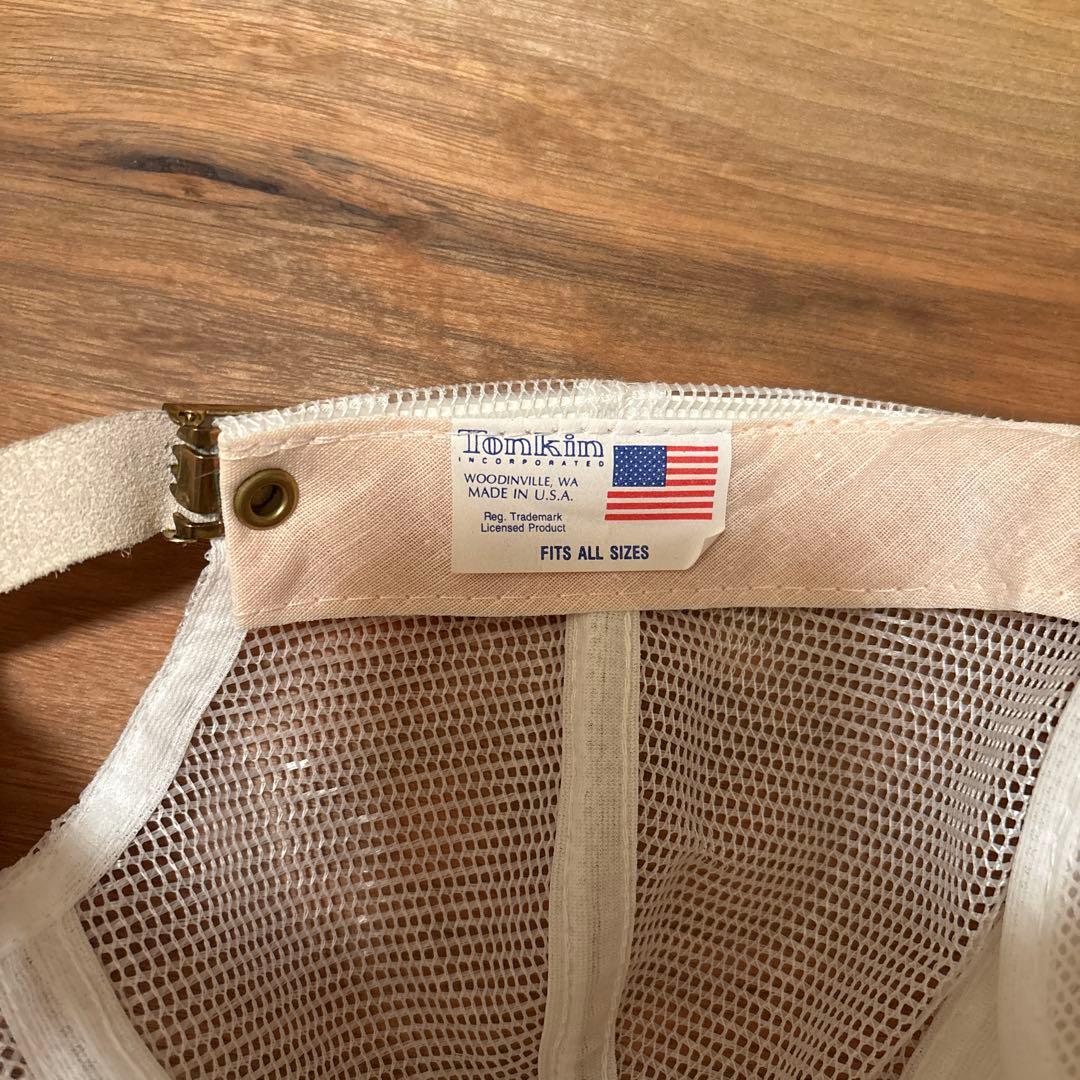 Tonkin
INCORPORATED
WOODINVILLE, WA
MADE IN U.S.A.
Reg. Trademark
Licensed Product
FITS ALL SIZES